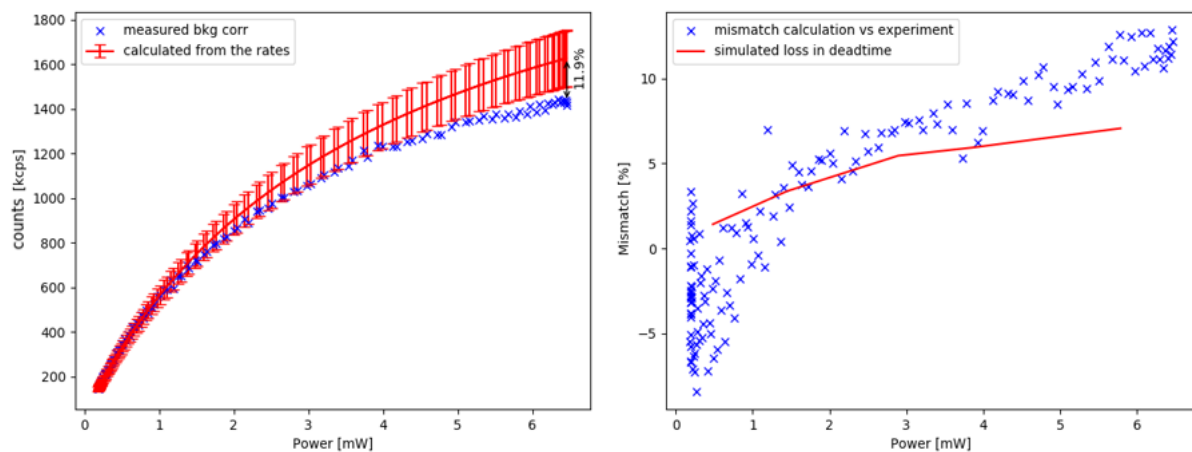 measured bkg corr
calculated from the rates
1800
1600
1400
1200
1000
800
600
400
200
counts [kcps]
11.9%
0 1 2 3 4 5 6
Power [mW]
mismatch calculation vs experiment
simulated loss in deadtime
10
5
0
−5
Mismatch [%]
0 1 2 3 4 5 6
Power [mW]